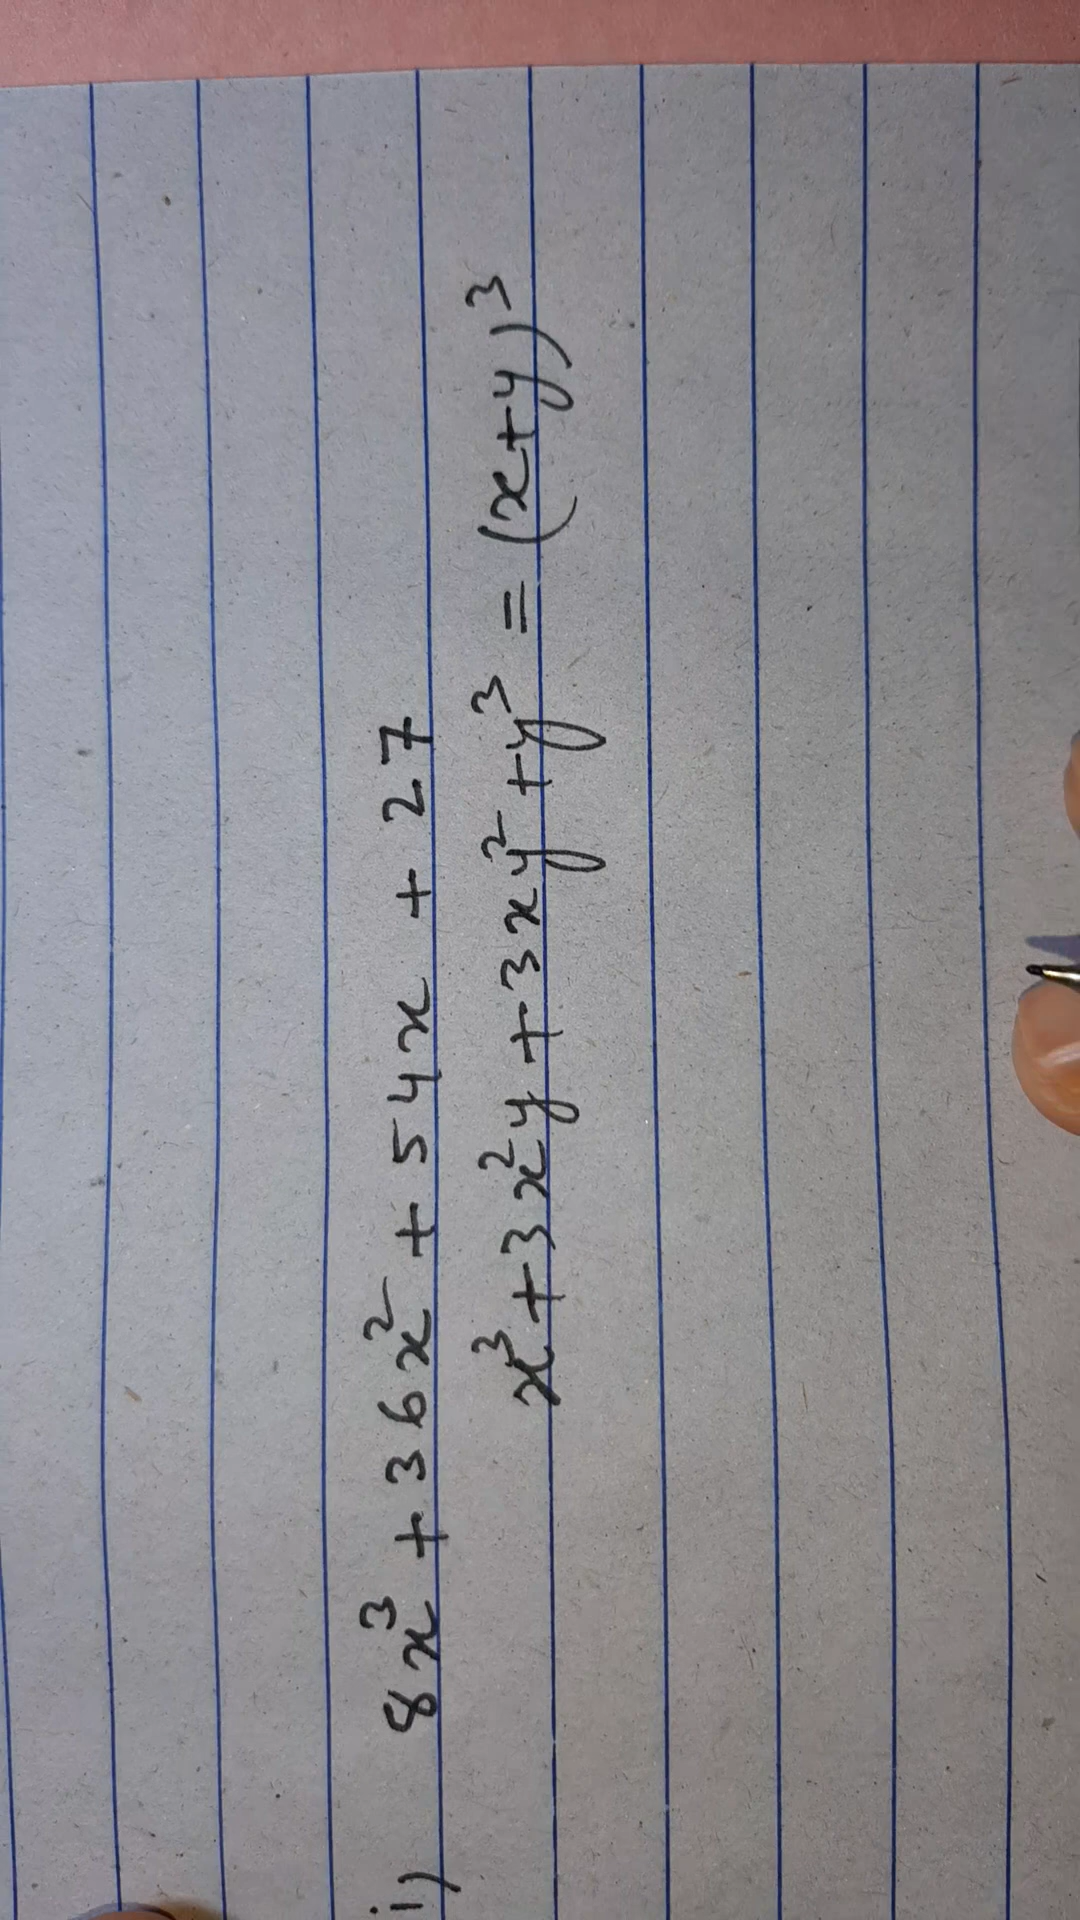 i) 8x³ + 36x² + 54x + 27
x³ + 3x²y + 3xy² + y³ = (x+y)³